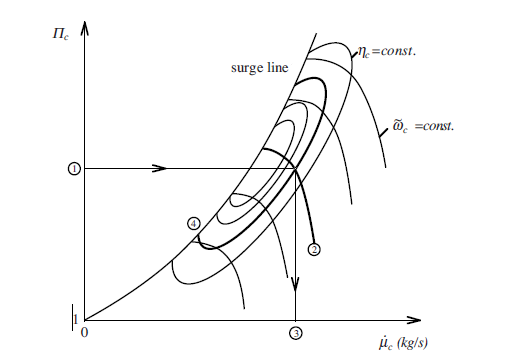 Π_c
η_c=const.
surge line
ω̃_c =const.
①
④
②
1
0
③
μ̇_c (kg/s)